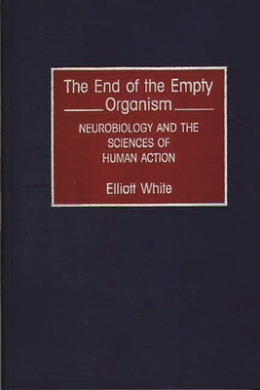 The End of the Empty
Organism
NEUROBIOLOGY AND THE
SCIENCES OF
HUMAN ACTION
Elliott White